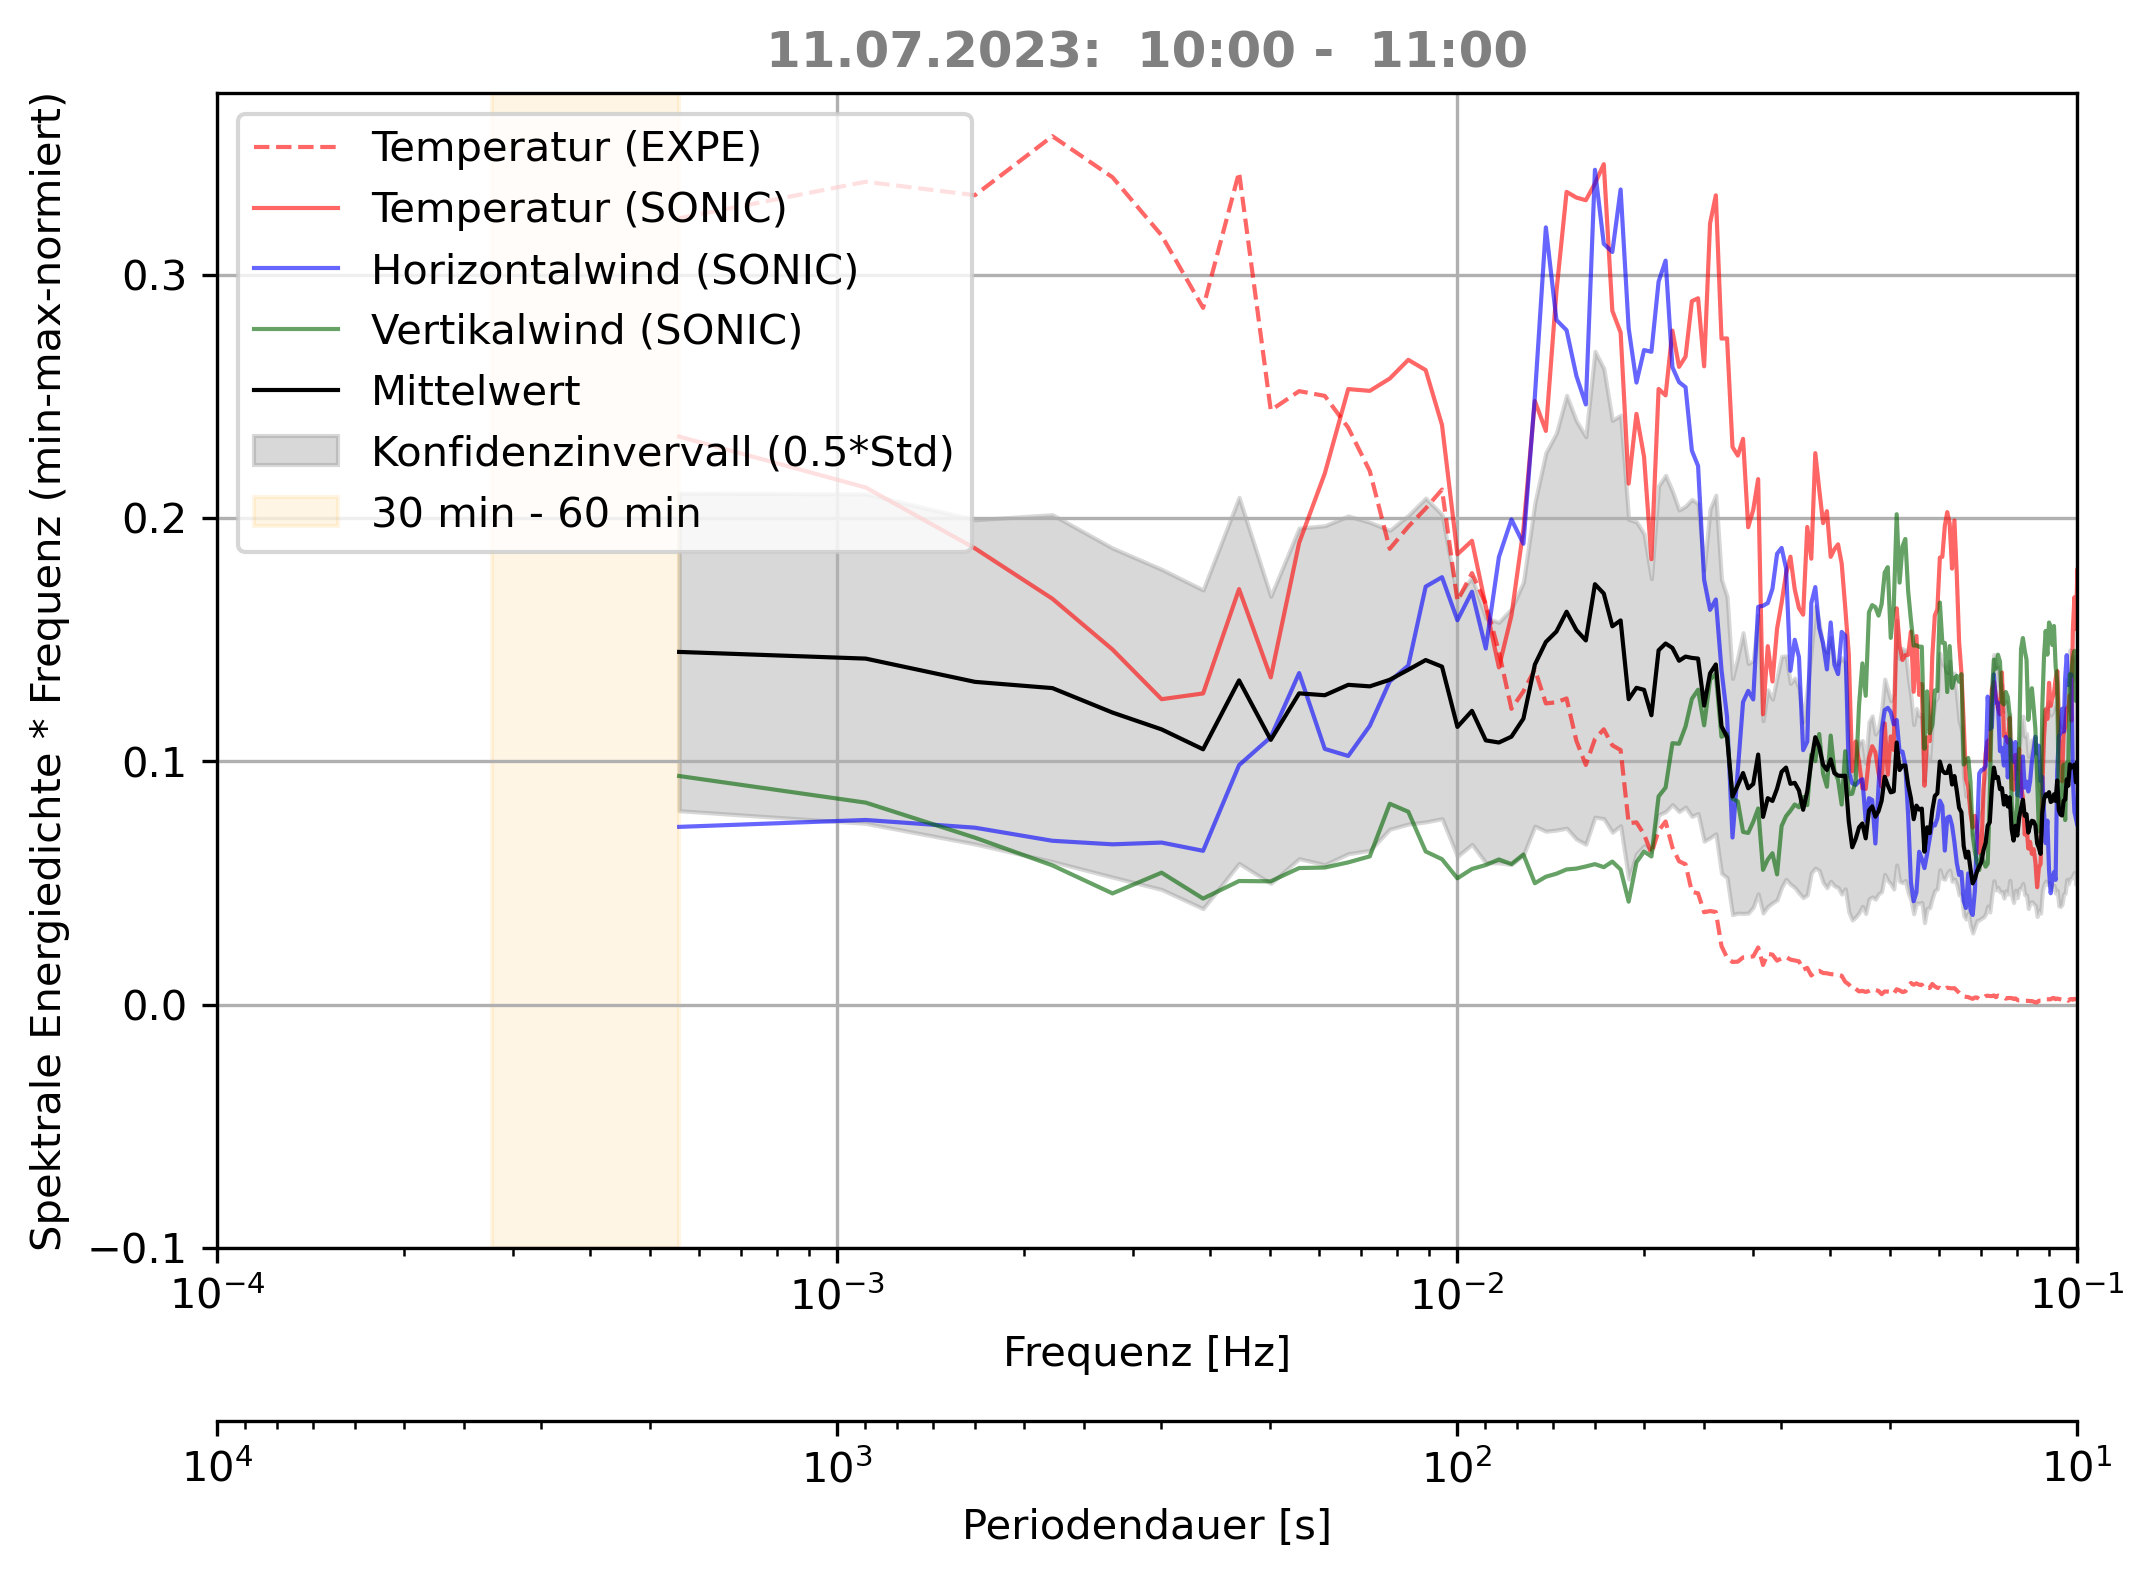 11.07.2023: 10:00 - 11:00
Spektrale Energiedichte * Frequenz (min-max-normiert)
Temperatur (EXPE)
Temperatur (SONIC)
Horizontalwind (SONIC)
Vertikalwind (SONIC)
Mittelwert
Konfidenzinvervall (0.5*Std)
30 min - 60 min
0.3
0.2
0.1
0.0
−0.1
10⁻⁴ 10⁻³ 10⁻² 10⁻¹
Frequenz [Hz]
10⁴ 10³ 10² 10¹
Periodendauer [s]